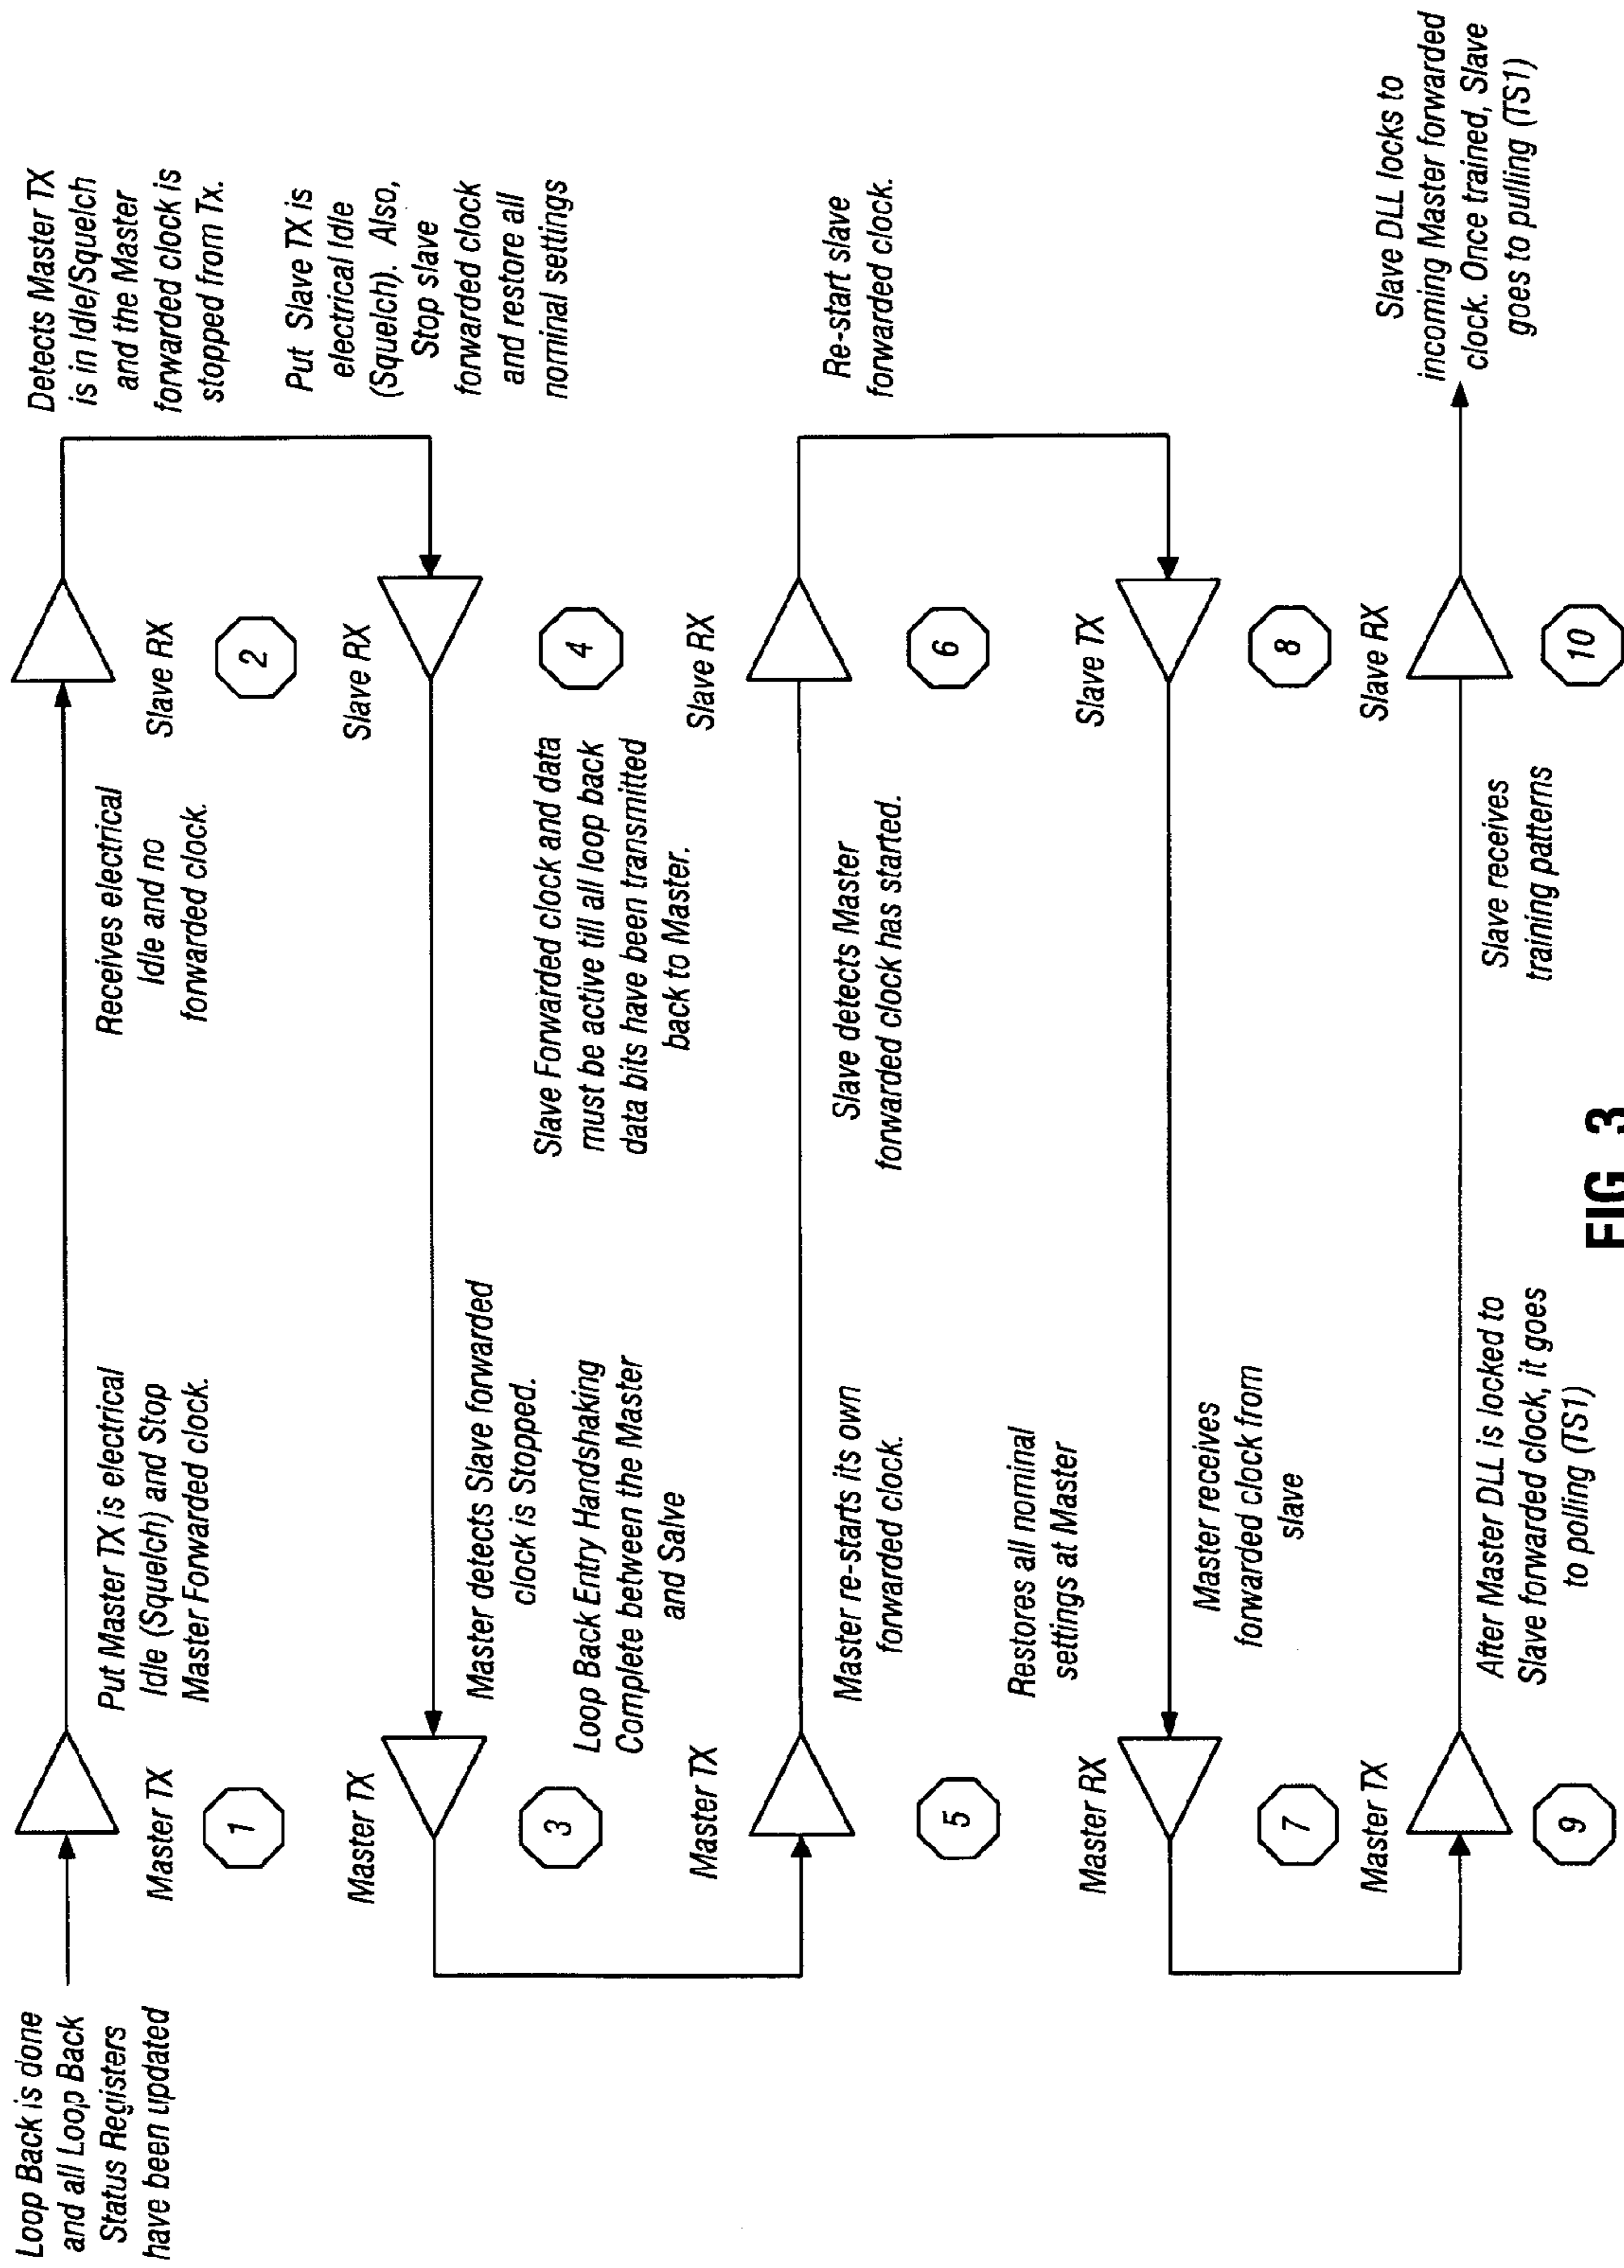 Loop Back is done
and all Loop Back
Status Registers
have been updated
Master TX
1
Put Master TX is electrical
Idle (Squelch) and Stop
Master Forwarded clock.
Receives electrical
Idle and no
forwarded clock.
Slave RX
2
Detects Master TX
is in Idle/Squelch
and the Master
forwarded clock is
stopped from Tx.
Master TX
3
Master detects Slave forwarded
clock is Stopped.
Loop Back Entry Handshaking
Complete between the Master
and Salve
Slave Forwarded clock and data
must be active till all loop back
data bits have been transmitted
back to Master.
Slave RX
4
Put Slave TX is
electrical Idle
(Squelch). Also,
Stop slave
forwarded clock
and restore all
nominal settings
Master TX
5
Master re-starts its own
forwarded clock.
Slave detects Master
forwarded clock has started.
Slave RX
6
Re-start slave
forwarded clock.
Restores all nominal
settings at Master
Master RX
7
Master receives
forwarded clock from
slave
Slave TX
8
Master TX
9
After Master DLL is locked to
Slave forwarded clock, it goes
to polling (TS1)
Slave receives
training patterns
Slave RX
10
Slave DLL locks to
incoming Master forwarded
clock. Once trained, Slave
goes to pulling (TS1)
FIG. 3